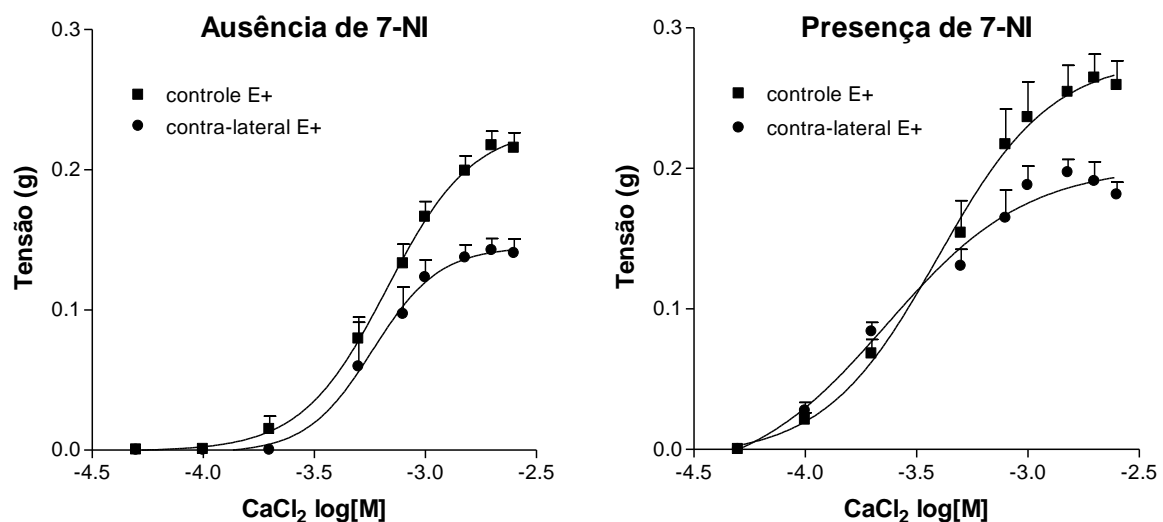 Ausência de 7-NI
0.3
0.2
0.1
0.0
Tensão (g)
controle E+
contra-lateral E+
-4.5
-4.0
-3.5
-3.0
-2.5
CaCl₂ log[M]
Presença de 7-NI
0.3
0.2
0.1
0.0
Tensão (g)
controle E+
contra-lateral E+
-4.5
-4.0
-3.5
-3.0
-2.5
CaCl₂ log[M]